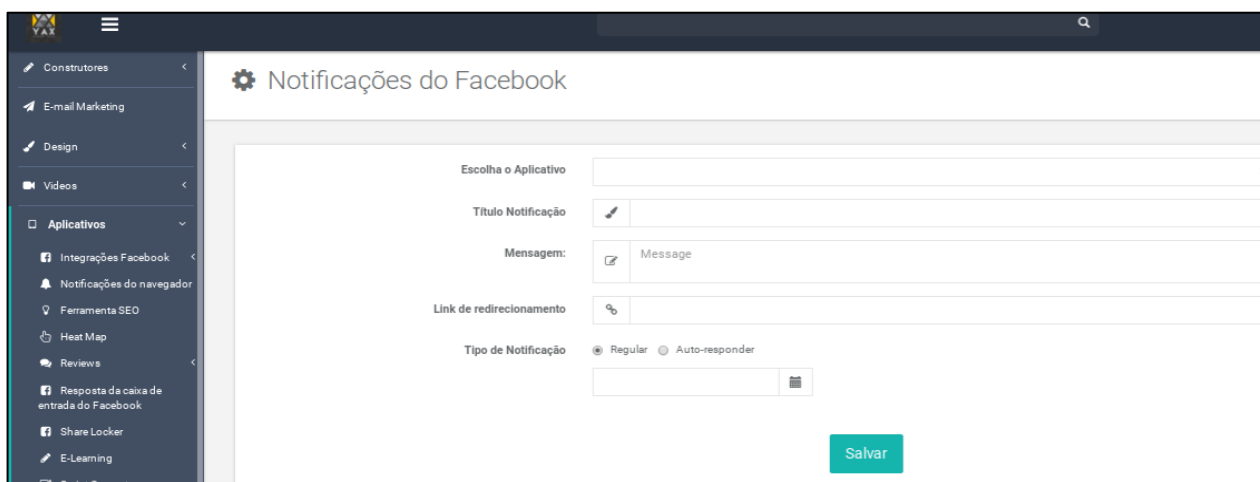 YAX
Construtores
E-mail Marketing
Design
Videos
Aplicativos
Integrações Facebook
Notificações do navegador
Ferramenta SEO
Heat Map
Reviews
Resposta da caixa de
entrada do Facebook
Share Locker
E-Learning
Notificações do Facebook
Escolha o Aplicativo
Título Notificação
Mensagem:
Message
Link de redirecionamento
Tipo de Notificação
Regular
Auto-responder
Salvar